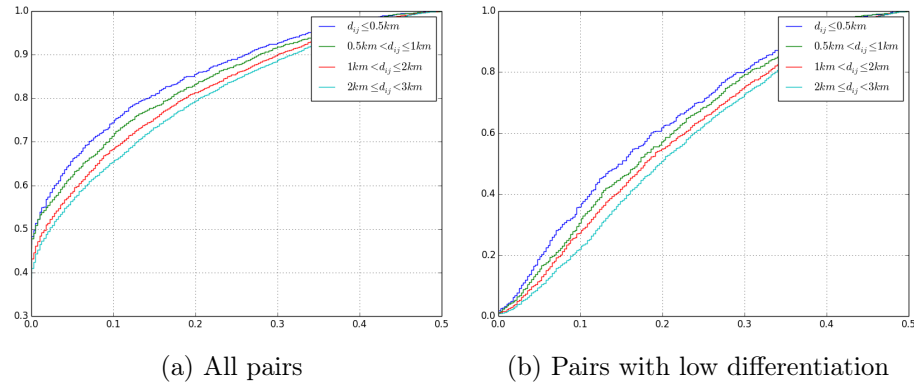 1.0
0.9
0.8
0.7
0.6
0.5
0.4
0.3
0.0 0.1 0.2 0.3 0.4 0.5
d_{ij} ≤ 0.5km
0.5km < d_{ij} ≤ 1km
1km < d_{ij} ≤ 2km
2km ≤ d_{ij} < 3km
(a) All pairs
1.0
0.8
0.6
0.4
0.2
0.0
0.0 0.1 0.2 0.3 0.4 0.5
d_{ij} ≤ 0.5km
0.5km < d_{ij} ≤ 1km
1km < d_{ij} ≤ 2km
2km ≤ d_{ij} < 3km
(b) Pairs with low differentiation